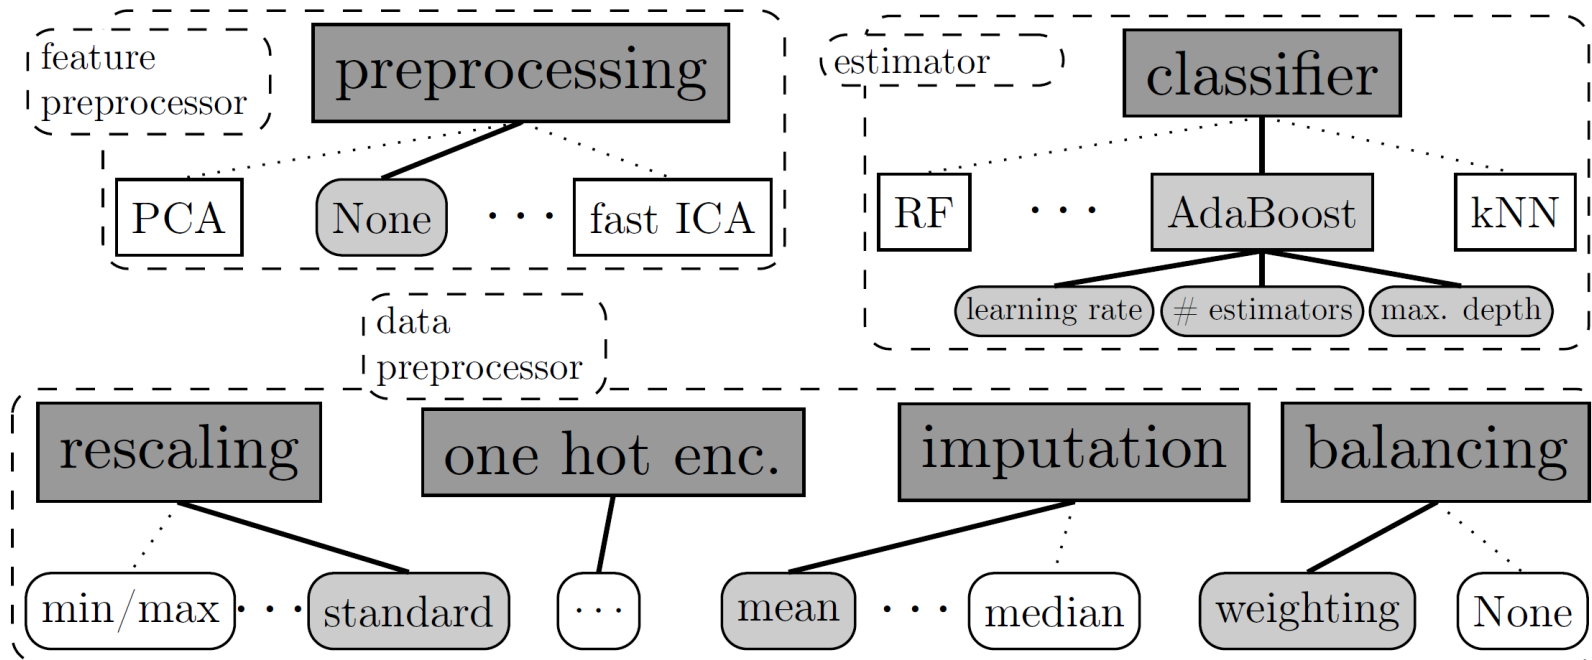 feature
preprocessor
preprocessing
PCA
None
· · ·
fast ICA
estimator
classifier
RF
· · ·
AdaBoost
kNN
learning rate
# estimators
max. depth
data
preprocessor
rescaling
one hot enc.
imputation
balancing
min/max
· · ·
standard
· · ·
mean
· · ·
median
weighting
None